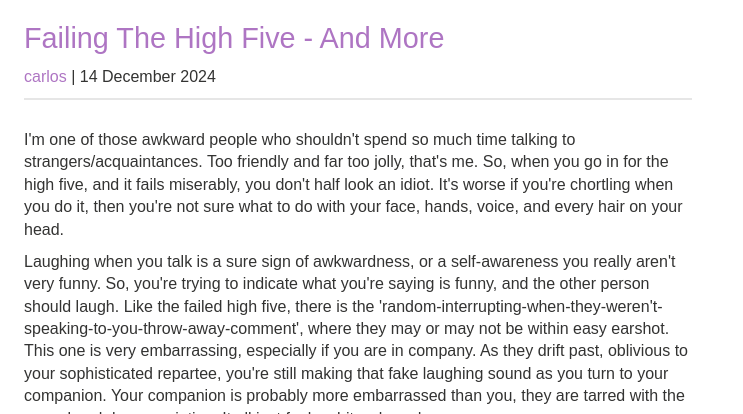 Failing The High Five - And More
carlos | 14 December 2024
I'm one of those awkward people who shouldn't spend so much time talking to
strangers/acquaintances. Too friendly and far too jolly, that's me. So, when you go in for the
high five, and it fails miserably, you don't half look an idiot. It's worse if you're chortling when
you do it, then you're not sure what to do with your face, hands, voice, and every hair on your
head.
Laughing when you talk is a sure sign of awkwardness, or a self-awareness you really aren't
very funny. So, you're trying to indicate what you're saying is funny, and the other person
should laugh. Like the failed high five, there is the 'random-interrupting-when-they-weren't-
speaking-to-you-throw-away-comment', where they may or may not be within easy earshot.
This one is very embarrassing, especially if you are in company. As they drift past, oblivious to
your sophisticated repartee, you're still making that fake laughing sound as you turn to your
companion. Your companion is probably more embarrassed than you, they are tarred with the